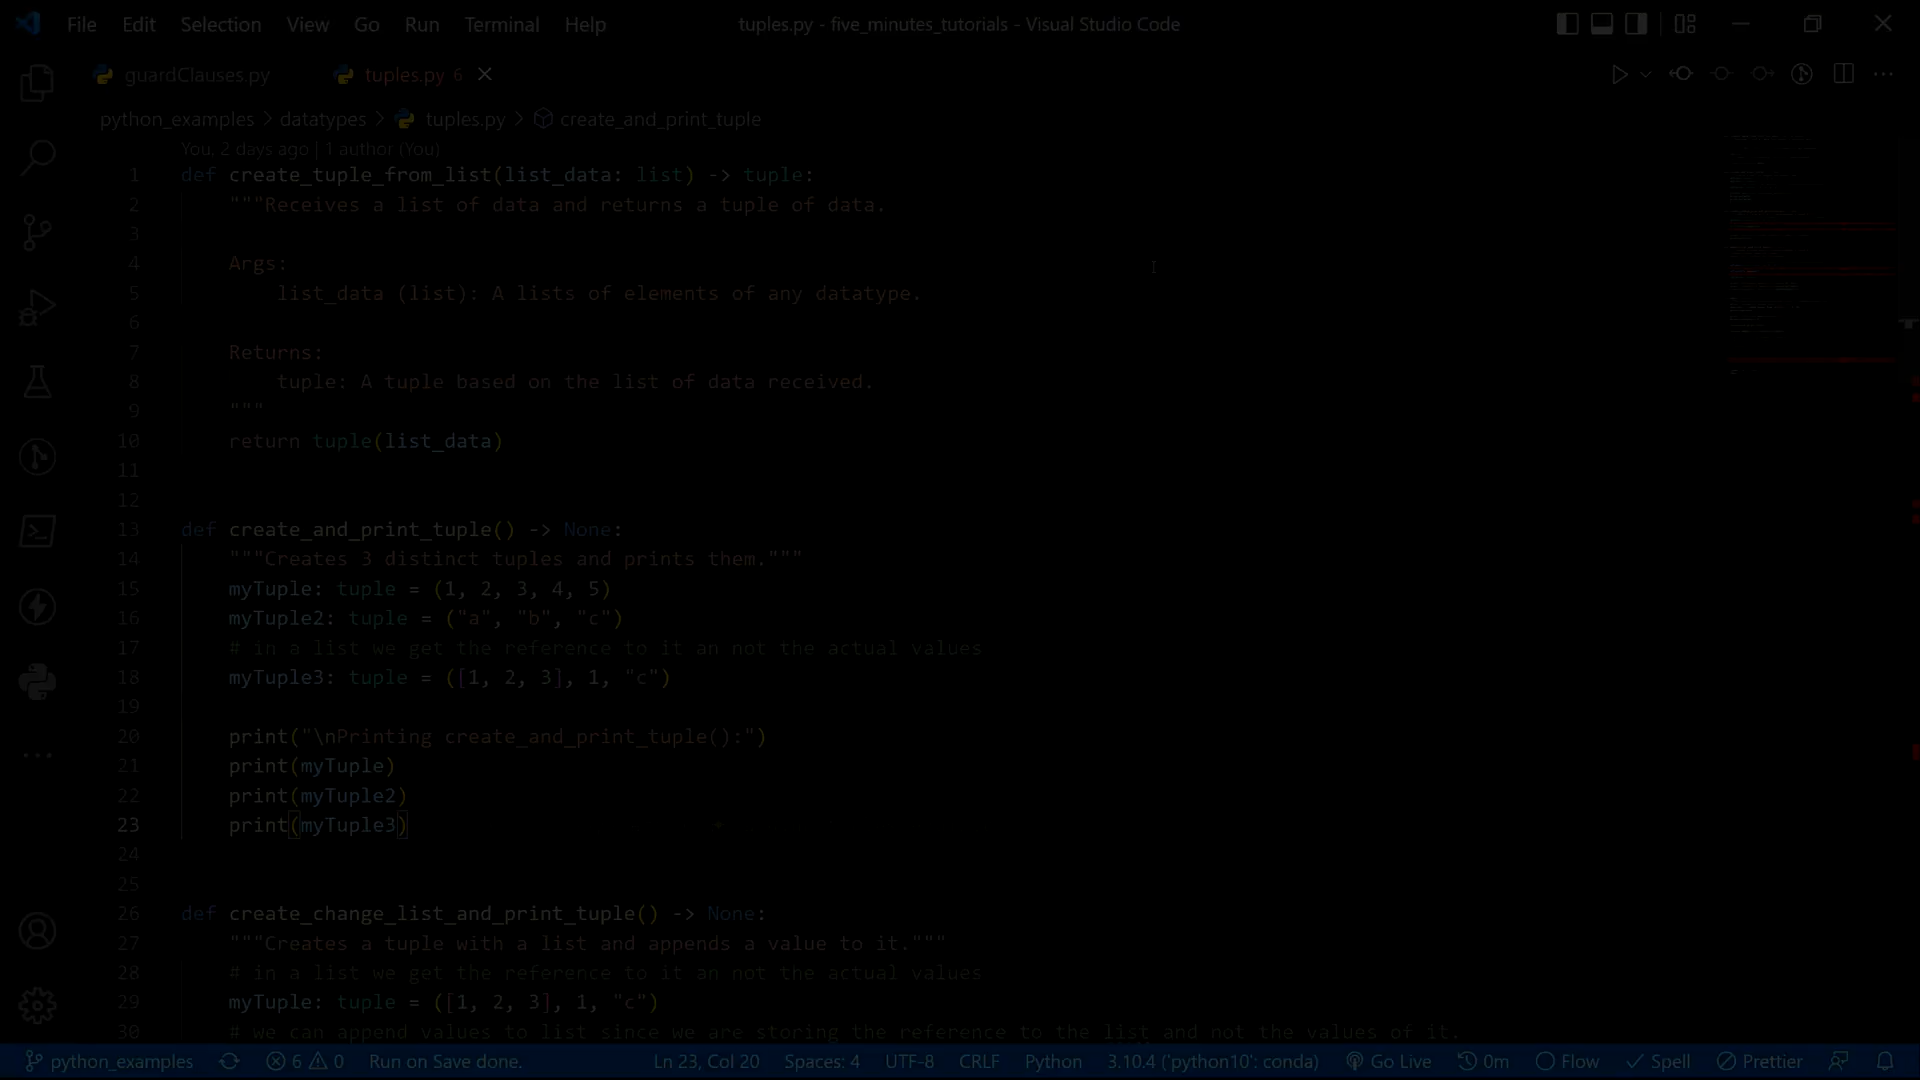 File Edit Selection View Go Run Terminal Help tuples.py - five_minutes_tutorials - Visual Studio Code
guardClauses.py tuples.py 6
python_examples > datatypes > tuples.py > create_and_print_tuple
You, 2 days ago | 1 author (You)
1 def create_tuple_from_list(list_data: list) -> tuple:
2 """Receives a list of data and returns a tuple of data.
3
4 Args:
5 list_data (list): A lists of elements of any datatype.
6
7 Returns:
8 tuple: A tuple based on the list of data received.
9 """
10 return tuple(list_data)
11
12
13 def create_and_print_tuple() -> None:
14 """Creates 3 distinct tuples and prints them."""
15 myTuple: tuple = (1, 2, 3, 4, 5)
16 myTuple2: tuple = ("a", "b", "c")
17 # in a list we get the reference to it an not the actual values
18 myTuple3: tuple = ([1, 2, 3], 1, "c")
19
20 print("\nPrinting create_and_print_tuple():")
21 print(myTuple)
22 print(myTuple2)
23 print(myTuple3)
24
25
26 def create_change_list_and_print_tuple() -> None:
27 """Creates a tuple with a list and appends a value to it."""
28 # in a list we get the reference to it an not the actual values
29 myTuple: tuple = ([1, 2, 3], 1, "c")
30 # we can append values to list since we are storing the reference to the list and not the values of it.
python_examples 6 0 Run on Save done. Ln 23, Col 20 Spaces: 4 UTF-8 CRLF Python 3.10.4 ('python10': conda) Go Live 0m Flow Spell Prettier